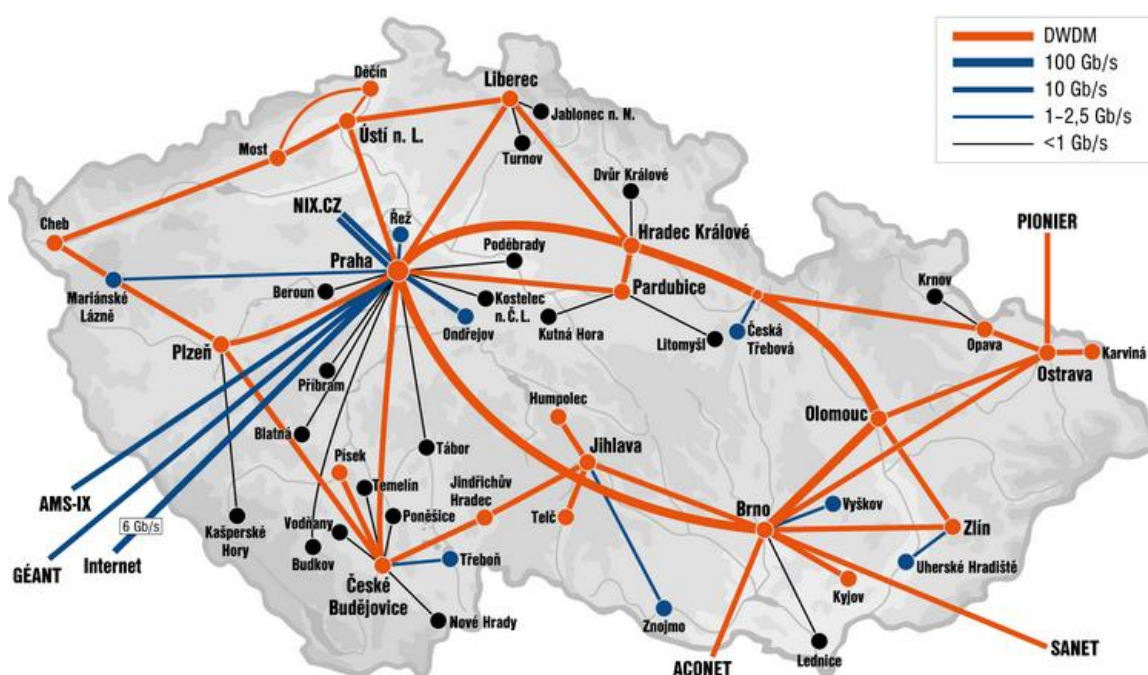 DWDM
100 Gb/s
10 Gb/s
1–2,5 Gb/s
<1 Gb/s
Děčín
Liberec
Jablonec n. N.
Ústí n. L.
Most
Turnov
Dvůr Králové
NIX.CZ
Řež
Cheb
Hradec Králové
PIONIER
Poděbrady
Praha
Krnov
Mariánské
Lázně
Beroun
Kostelec
n. Č. L.
Pardubice
Ondřejov
Kutná Hora
Litomyšl
Česká
Třebová
Opava
Karviná
Plzeň
Ostrava
Příbram
Humpolec
Olomouc
Blatná
Tábor
Jihlava
Písek
Temelín
Jindřichův
Hradec
AMS-IX
6 Gb/s
Vodňany
Poněšice
Telč
Brno
Vyškov
Zlín
Kašperské
Hory
GÉANT
Internet
Budkov
Třeboň
Uherské Hradiště
České
Budějovice
Kyjov
Nové Hrady
Znojmo
SANET
ACONET
Lednice